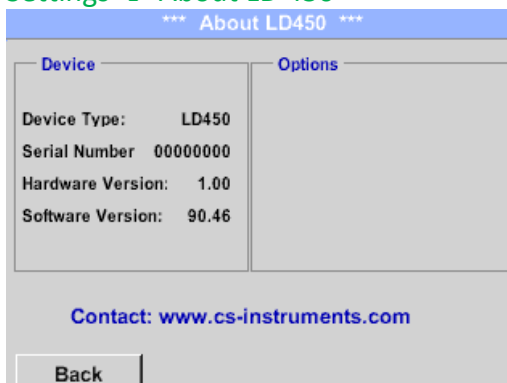 *** About LD450 ***
Device
Options
Device Type: LD450
Serial Number 00000000
Hardware Version: 1.00
Software Version: 90.46
Contact: www.cs-instruments.com
Back